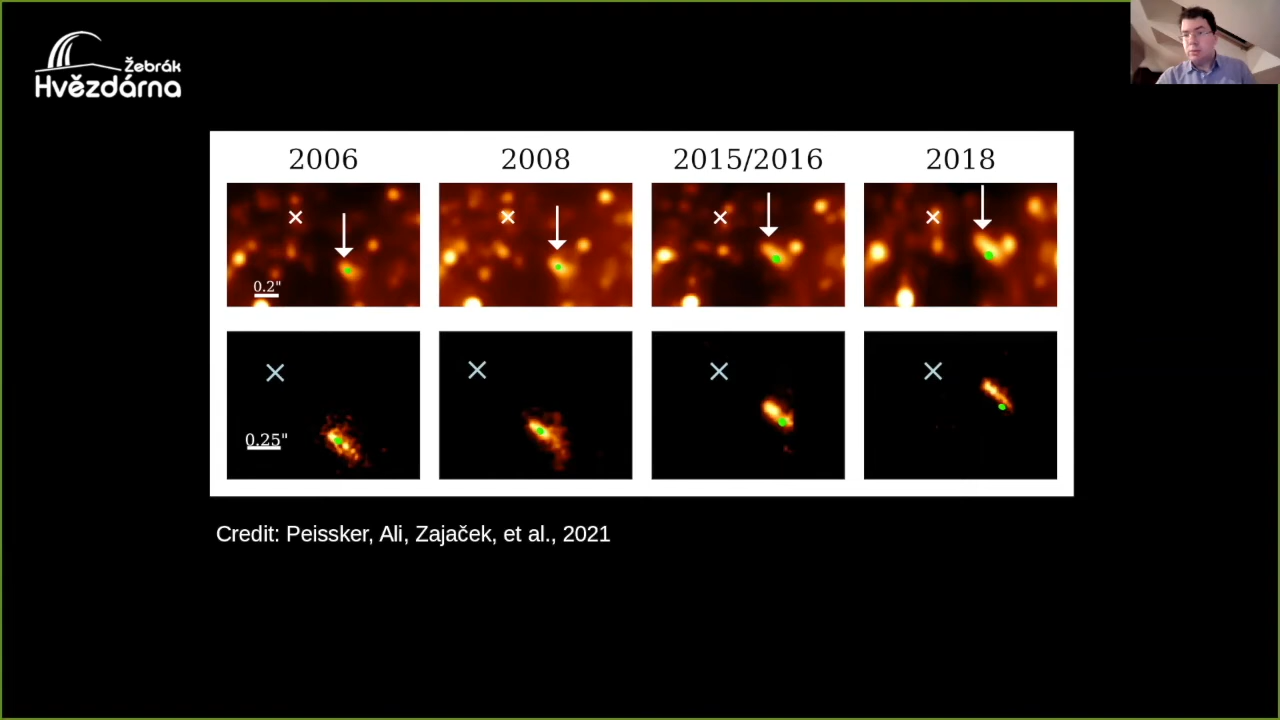 Žebrák
Hvězdárna
2006
2008
2015/2016
2018
0.2"
0.25"
Credit: Peissker, Ali, Zajaček, et al., 2021